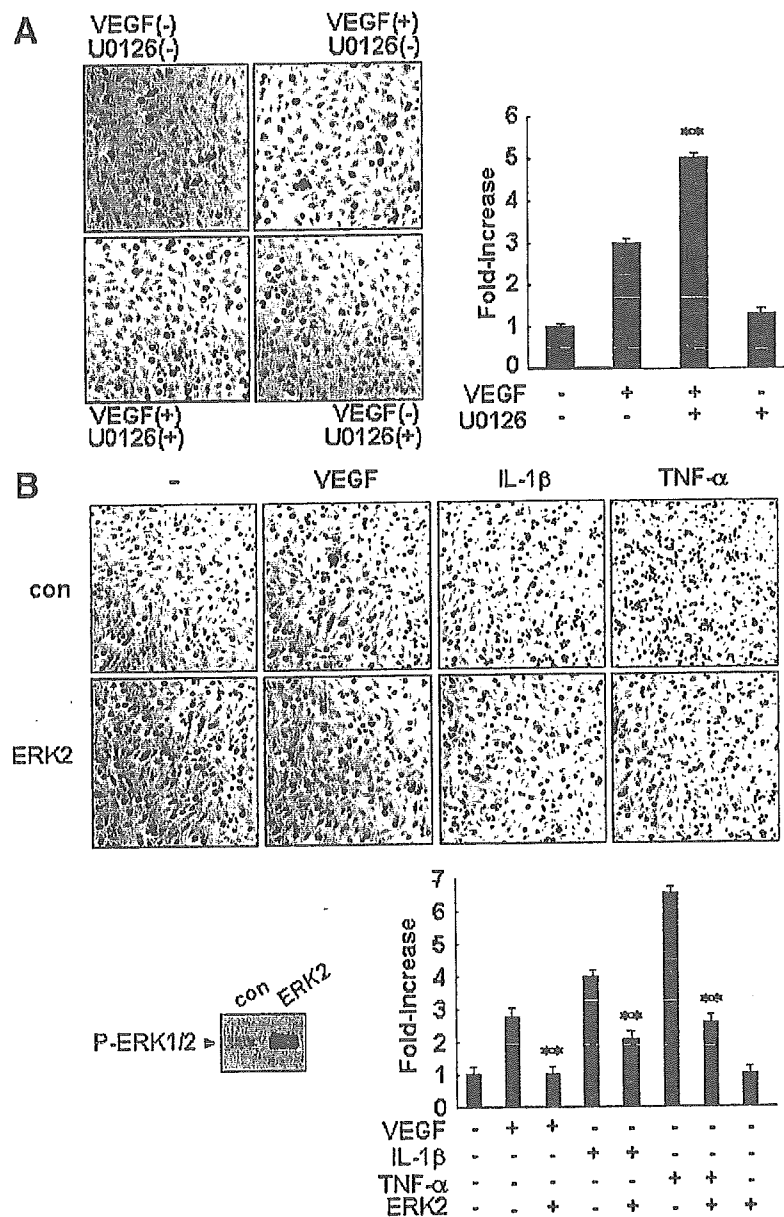 A
VEGF(-) VEGF(+)
U0126(-) U0126(-)
VEGF(+) VEGF(-)
U0126(+) U0126(+)
Fold-Increase
6
5
4
3
2
1
0
**
VEGF - + + -
U0126 - - + +
B
- VEGF IL-1β TNF-α
con
ERK2
con ERK2
P-ERK1/2
Fold-Increase
7
6
5
4
3
2
1
0
** ** **
VEGF - + + - - - - -
IL-1β - - - + + - - -
TNF-α - - - - - + + -
ERK2 - - + - + - + +